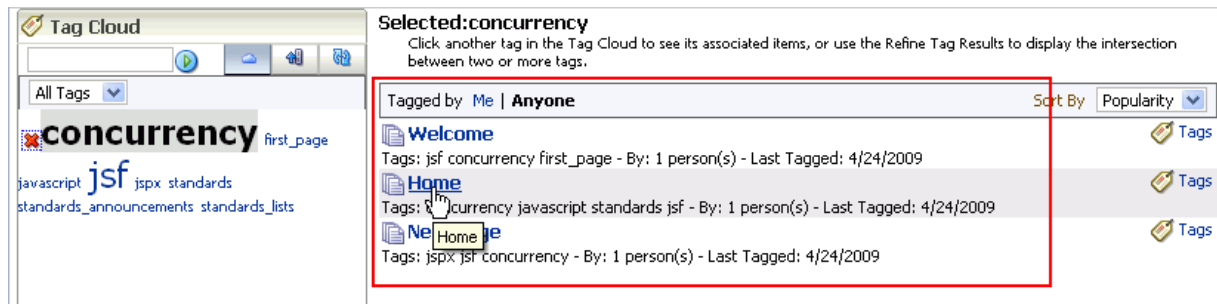 Tag Cloud
All Tags
concurrency first_page
javascript jsf jspx standards
standards_announcements standards_lists
Selected:concurrency
Click another tag in the Tag Cloud to see its associated items, or use the Refine Tag Results to display the intersection
between two or more tags.
Tagged by Me | Anyone Sort By Popularity
Welcome Tags
Tags: jsf concurrency first_page - By: 1 person(s) - Last Tagged: 4/24/2009
Home Tags
Tags: javascript standards jsf - By: 1 person(s) - Last Tagged: 4/24/2009
Home
Tags
Tags: jspx jsf concurrency - By: 1 person(s) - Last Tagged: 4/24/2009